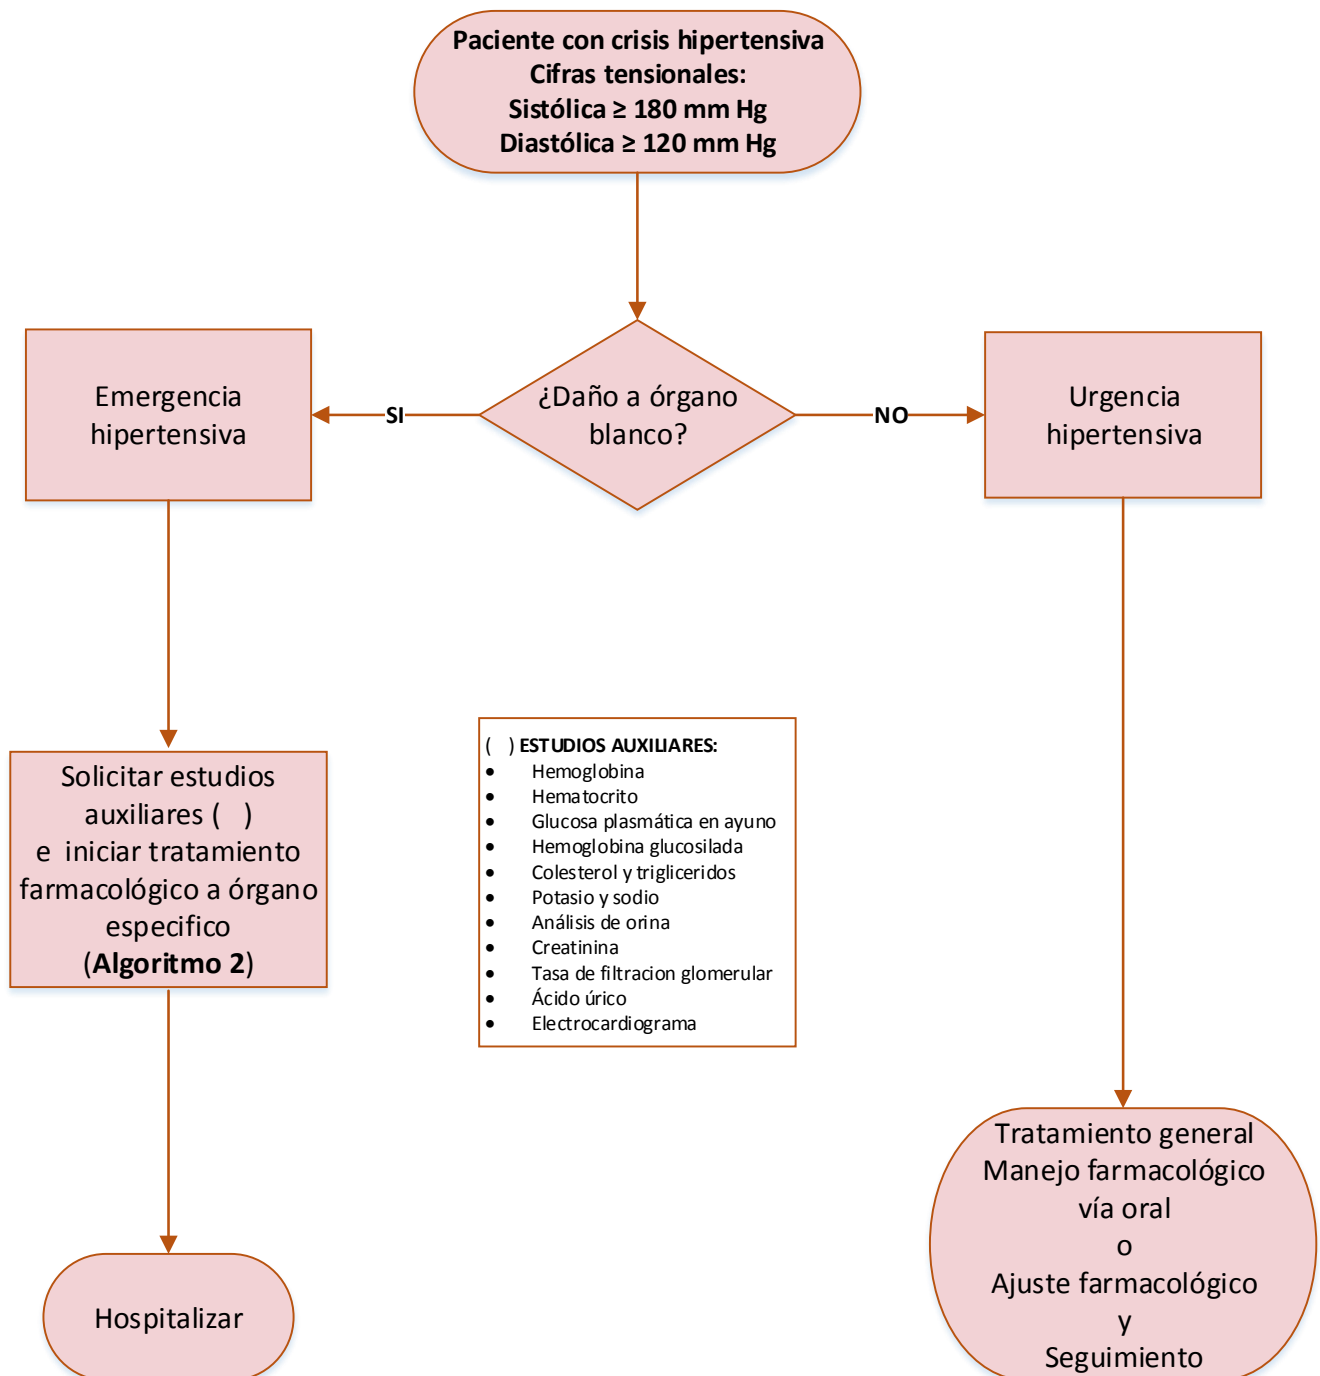 Paciente con crisis hipertensiva
Cifras tensionales:
Sistólica ≥ 180 mm Hg
Diastólica ≥ 120 mm Hg
¿Daño a órgano
blanco?
SI
NO
Emergencia
hipertensiva
Urgencia
hipertensiva
Solicitar estudios
auxiliares ( )
e iniciar tratamiento
farmacológico a órgano
especifico
(Algoritmo 2)
( ) ESTUDIOS AUXILIARES:
• Hemoglobina
• Hematocrito
• Glucosa plasmática en ayuno
• Hemoglobina glucosilada
• Colesterol y trigliceridos
• Potasio y sodio
• Análisis de orina
• Creatinina
• Tasa de filtracion glomerular
• Ácido úrico
• Electrocardiograma
Hospitalizar
Tratamiento general
Manejo farmacológico
vía oral
o
Ajuste farmacológico
y
Seguimiento